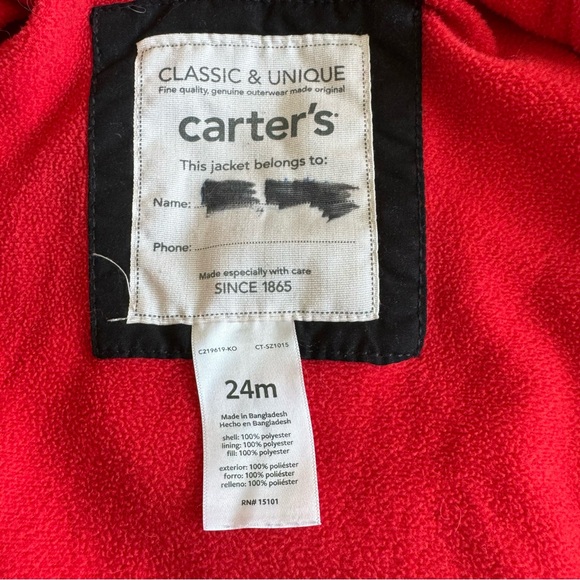 CLASSIC & UNIQUE
Fine quality, genuine outerwear made original
carter's
This jacket belongs to:
Name:
Phone:
Made especially with care
SINCE 1865
C219619-KO CT-SZ1015
24m
Made in Bangladesh
Hecho en Bangladesh
shell: 100% polyester
lining: 100% polyester
fill: 100% polyester
exterior: 100% poliéster
forro: 100% poliéster
relleno: 100% poliéster
RN# 15101